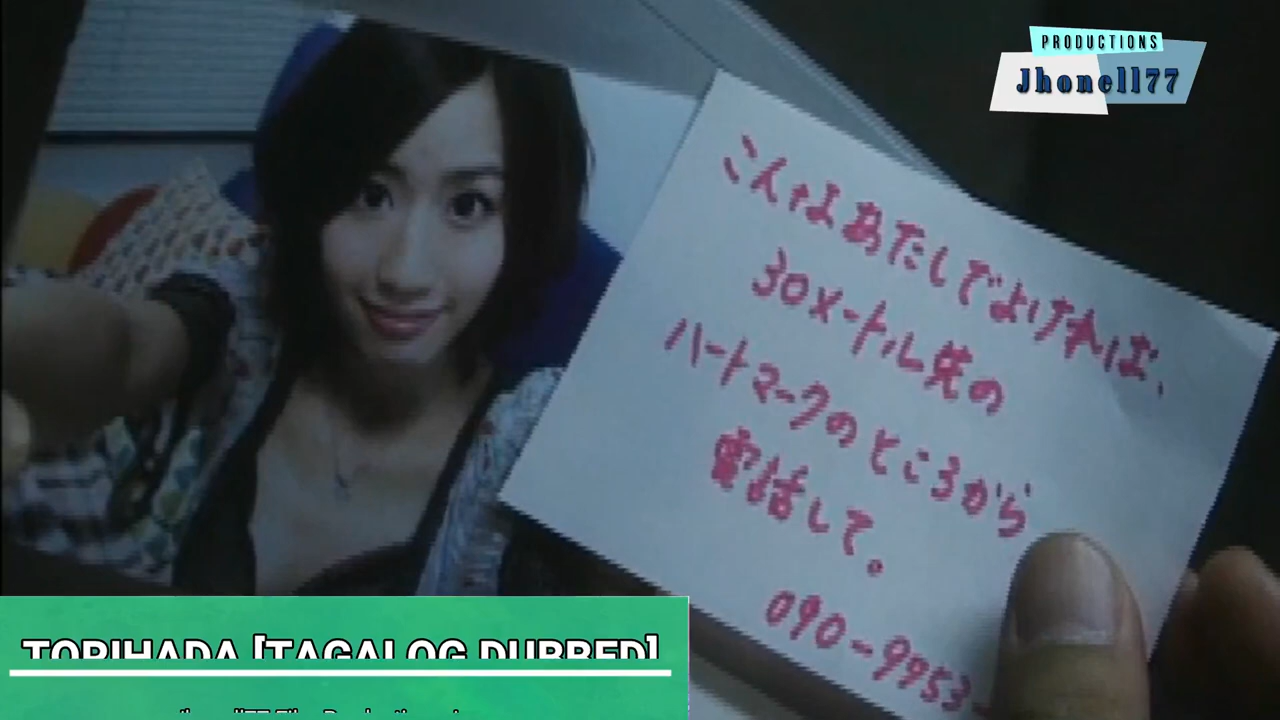 PRODUCTIONS
Jhonell77
こんなあたしでよければ、
30メートル先の
ハートマークのところから
電話して。
090-9953-
TORIHADA [TAGALOG DUBBED]